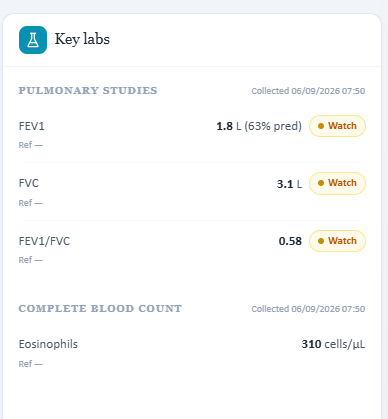 Key labs
PULMONARY STUDIES Collected 06/09/2026 07:50
FEV1 1.8 L (63% pred) Watch
Ref —
FVC 3.1 L Watch
Ref —
FEV1/FVC 0.58 Watch
Ref —
COMPLETE BLOOD COUNT Collected 06/09/2026 07:50
Eosinophils 310 cells/µL
Ref —